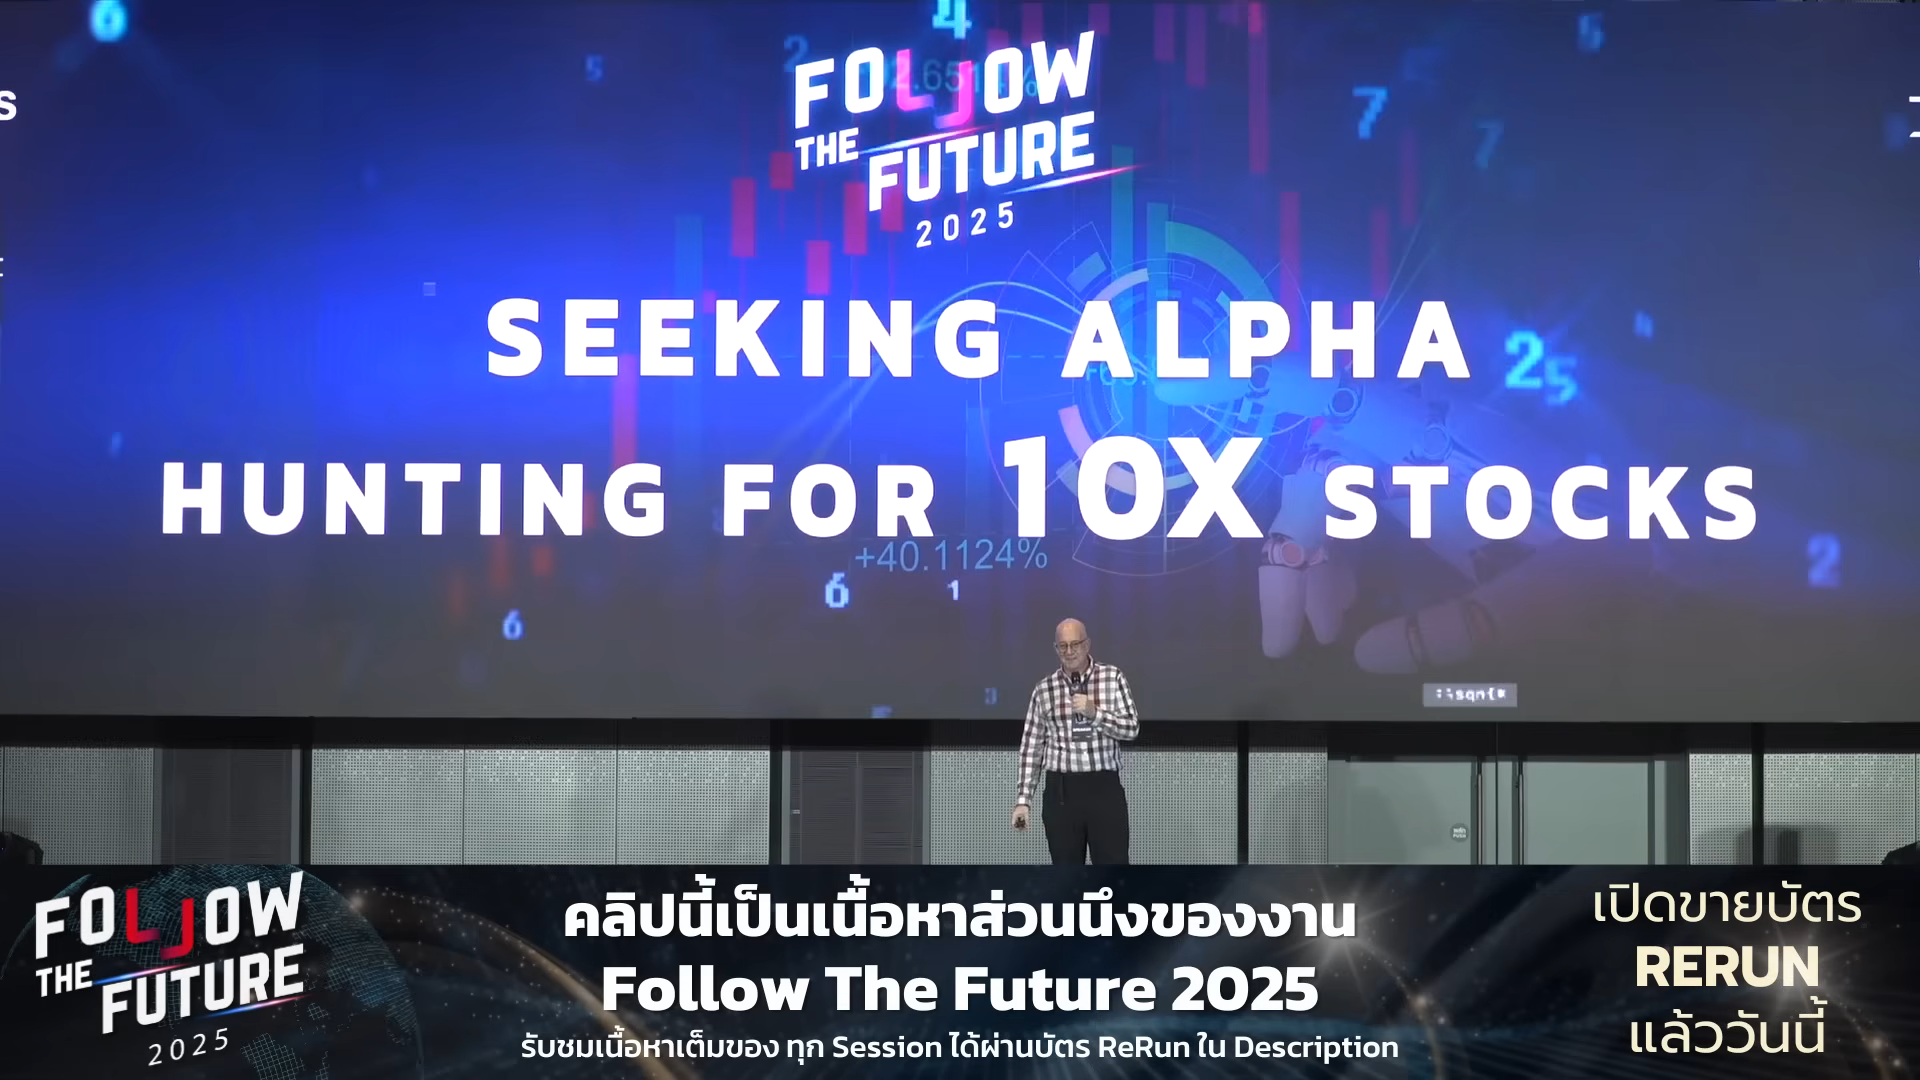 FOLLOW
THE FUTURE
2025
SEEKING ALPHA
HUNTING FOR 10X STOCKS
+40.1124%
FOLLOW
THE FUTURE
2025
คลิปนี้เป็นเนื้อหาส่วนนึงของงาน
Follow The Future 2025
รับชมเนื้อหาเต็มของ ทุก Session ได้ผ่านบัตร ReRun ใน Description
เปิดขายบัตร
RERUN
แล้ววันนี้